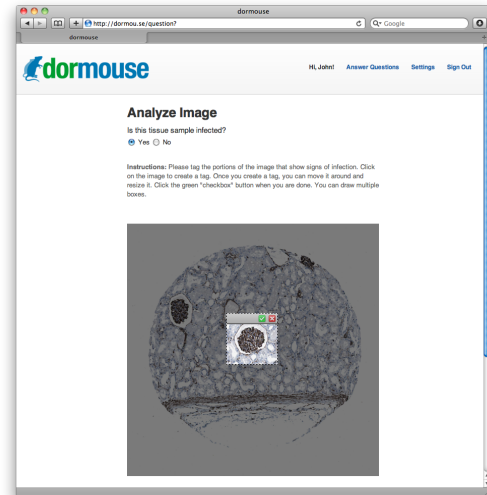 dormouse
http://dormou.se/question?
Google
dormouse
dormouse
Hi, John!
Answer Questions
Settings
Sign Out
Analyze Image
Is this tissue sample infected?
Yes
No
Instructions: Please tag the portions of the image that show signs of infection. Click
on the image to create a tag. Once you create a tag, you can move it around and
resize it. Click the green "checkbox" button when you are done. You can draw multiple
boxes.